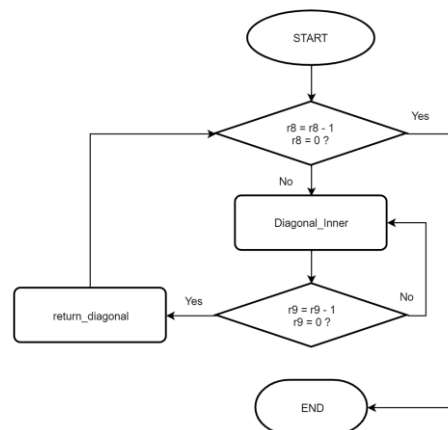 START
r8 = r8 - 1
r8 = 0 ?
Yes
No
Diagonal_Inner
r9 = r9 - 1
r9 = 0 ?
No
Yes
return_diagonal
END